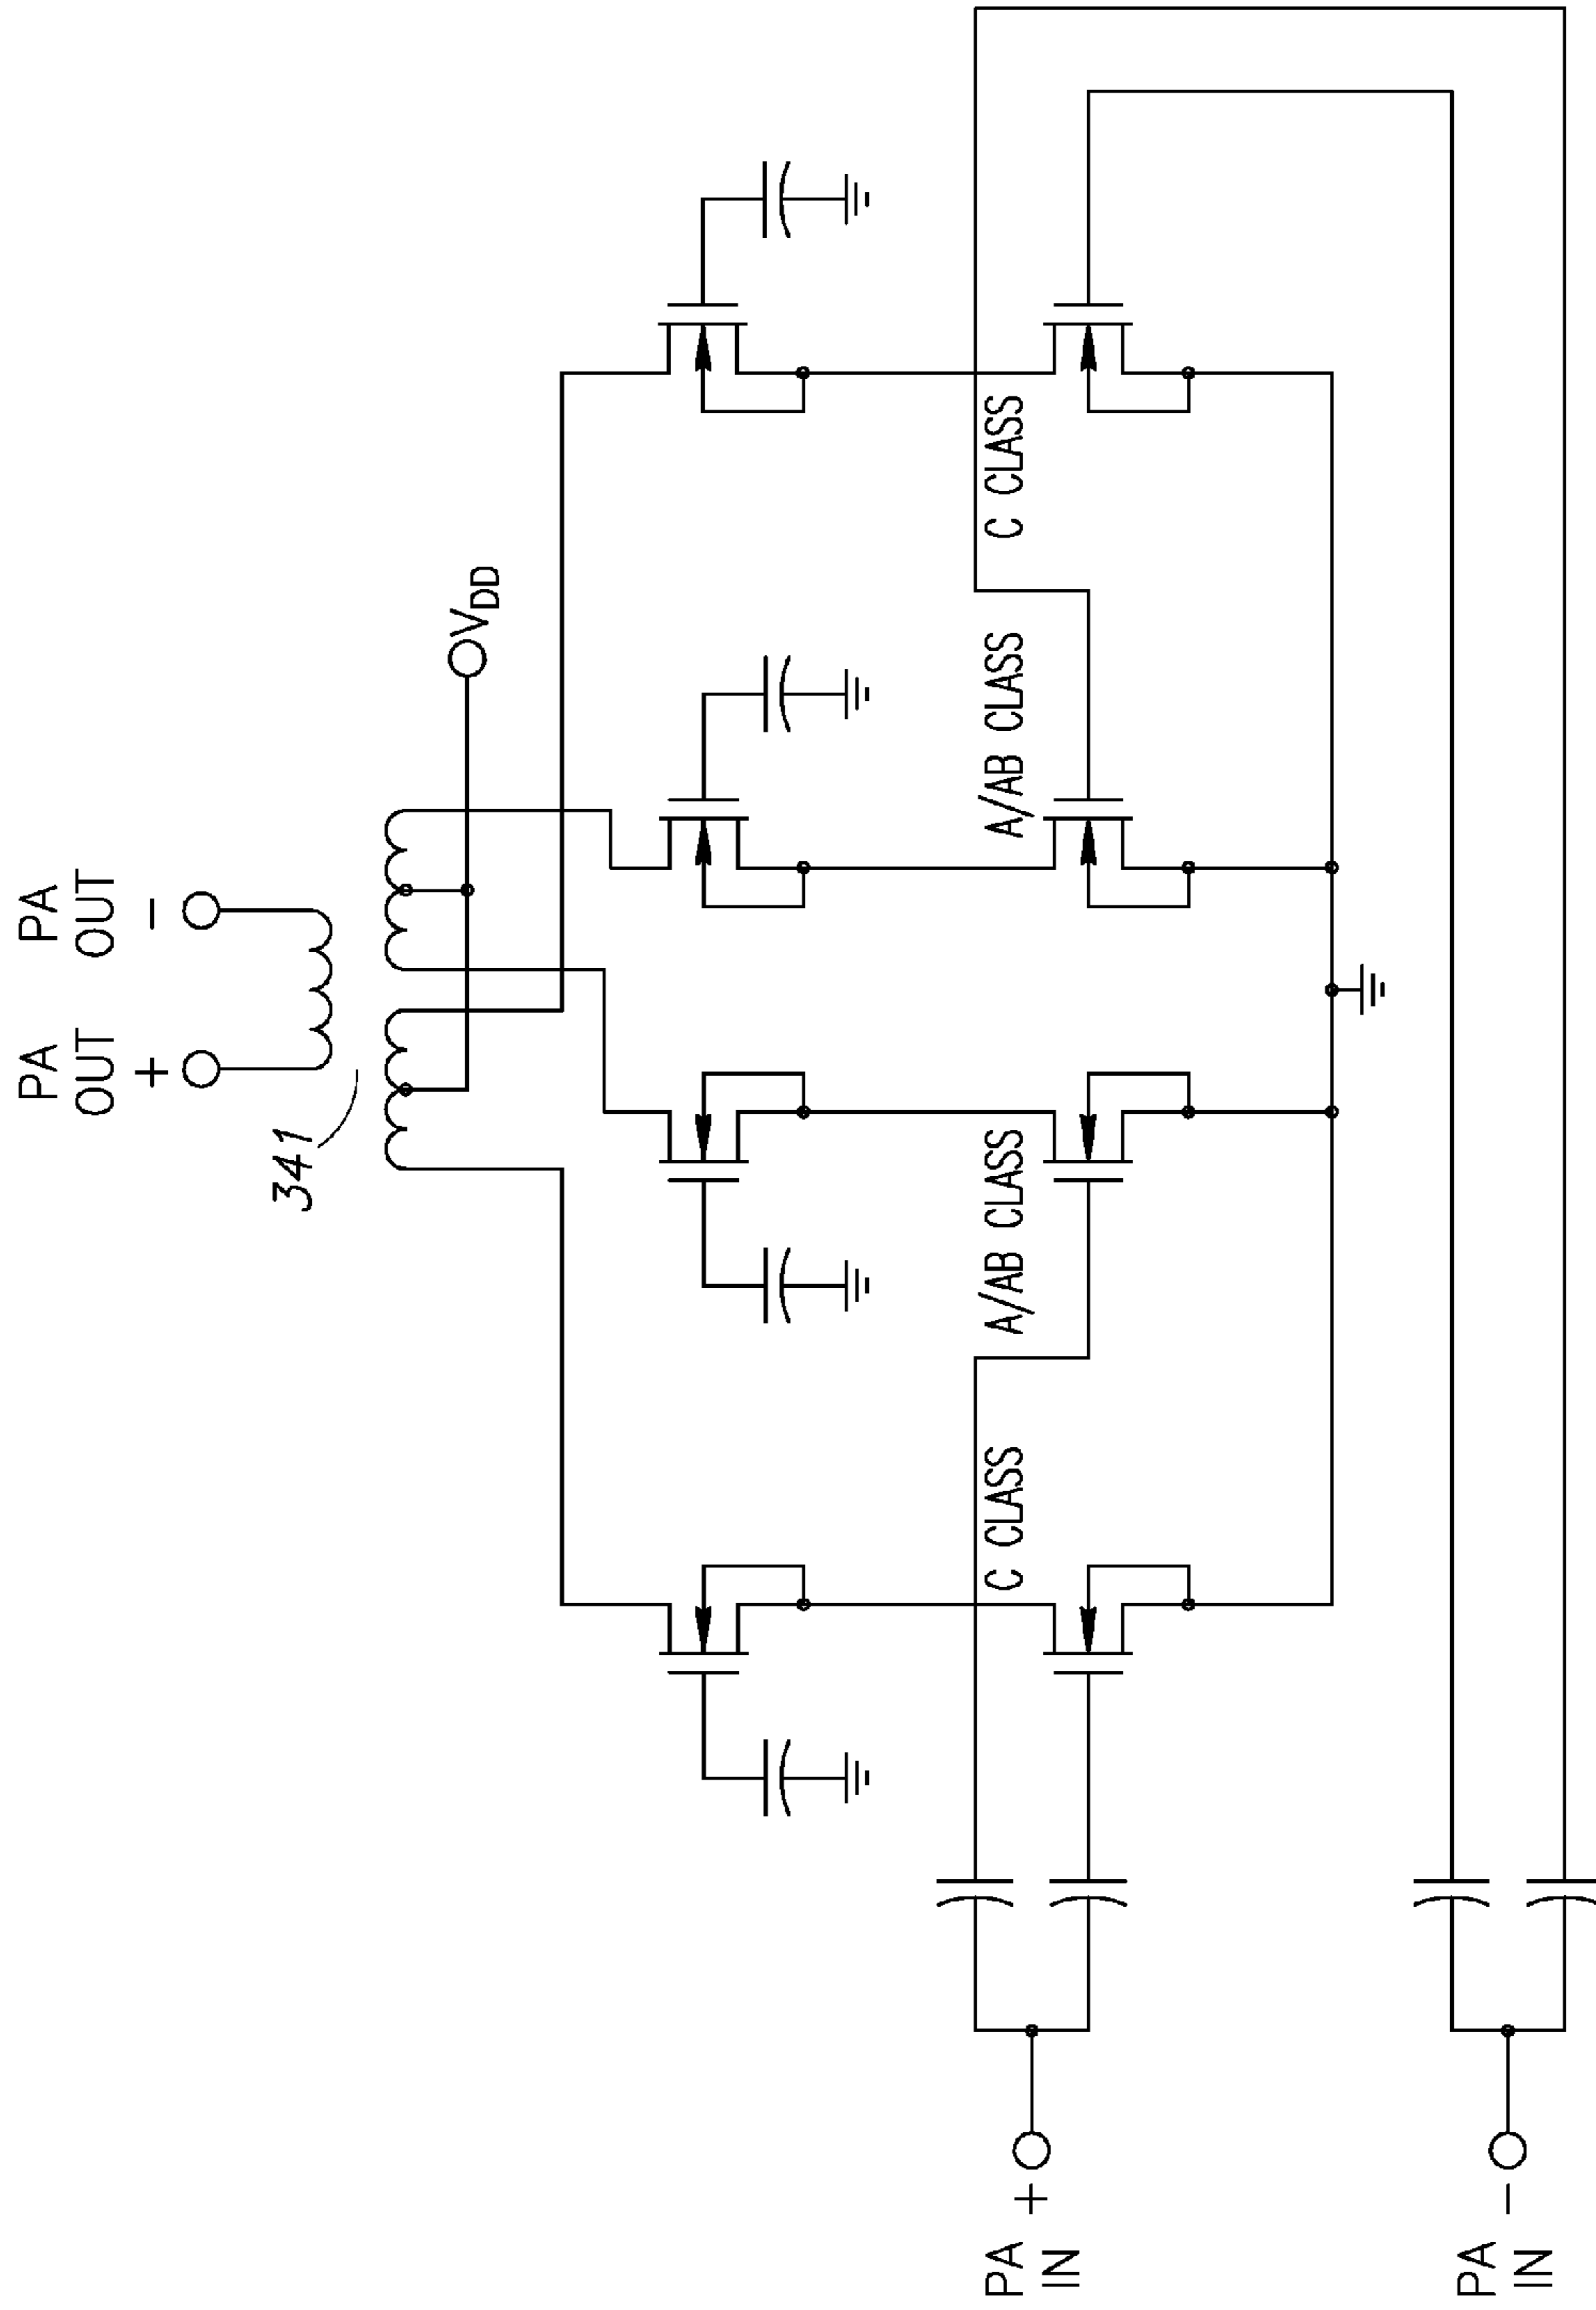 PA
OUT
+
PA
OUT
−
341
VDD
C CLASS
A/AB CLASS
A/AB CLASS
C CLASS
PA
IN
+
PA
IN
−